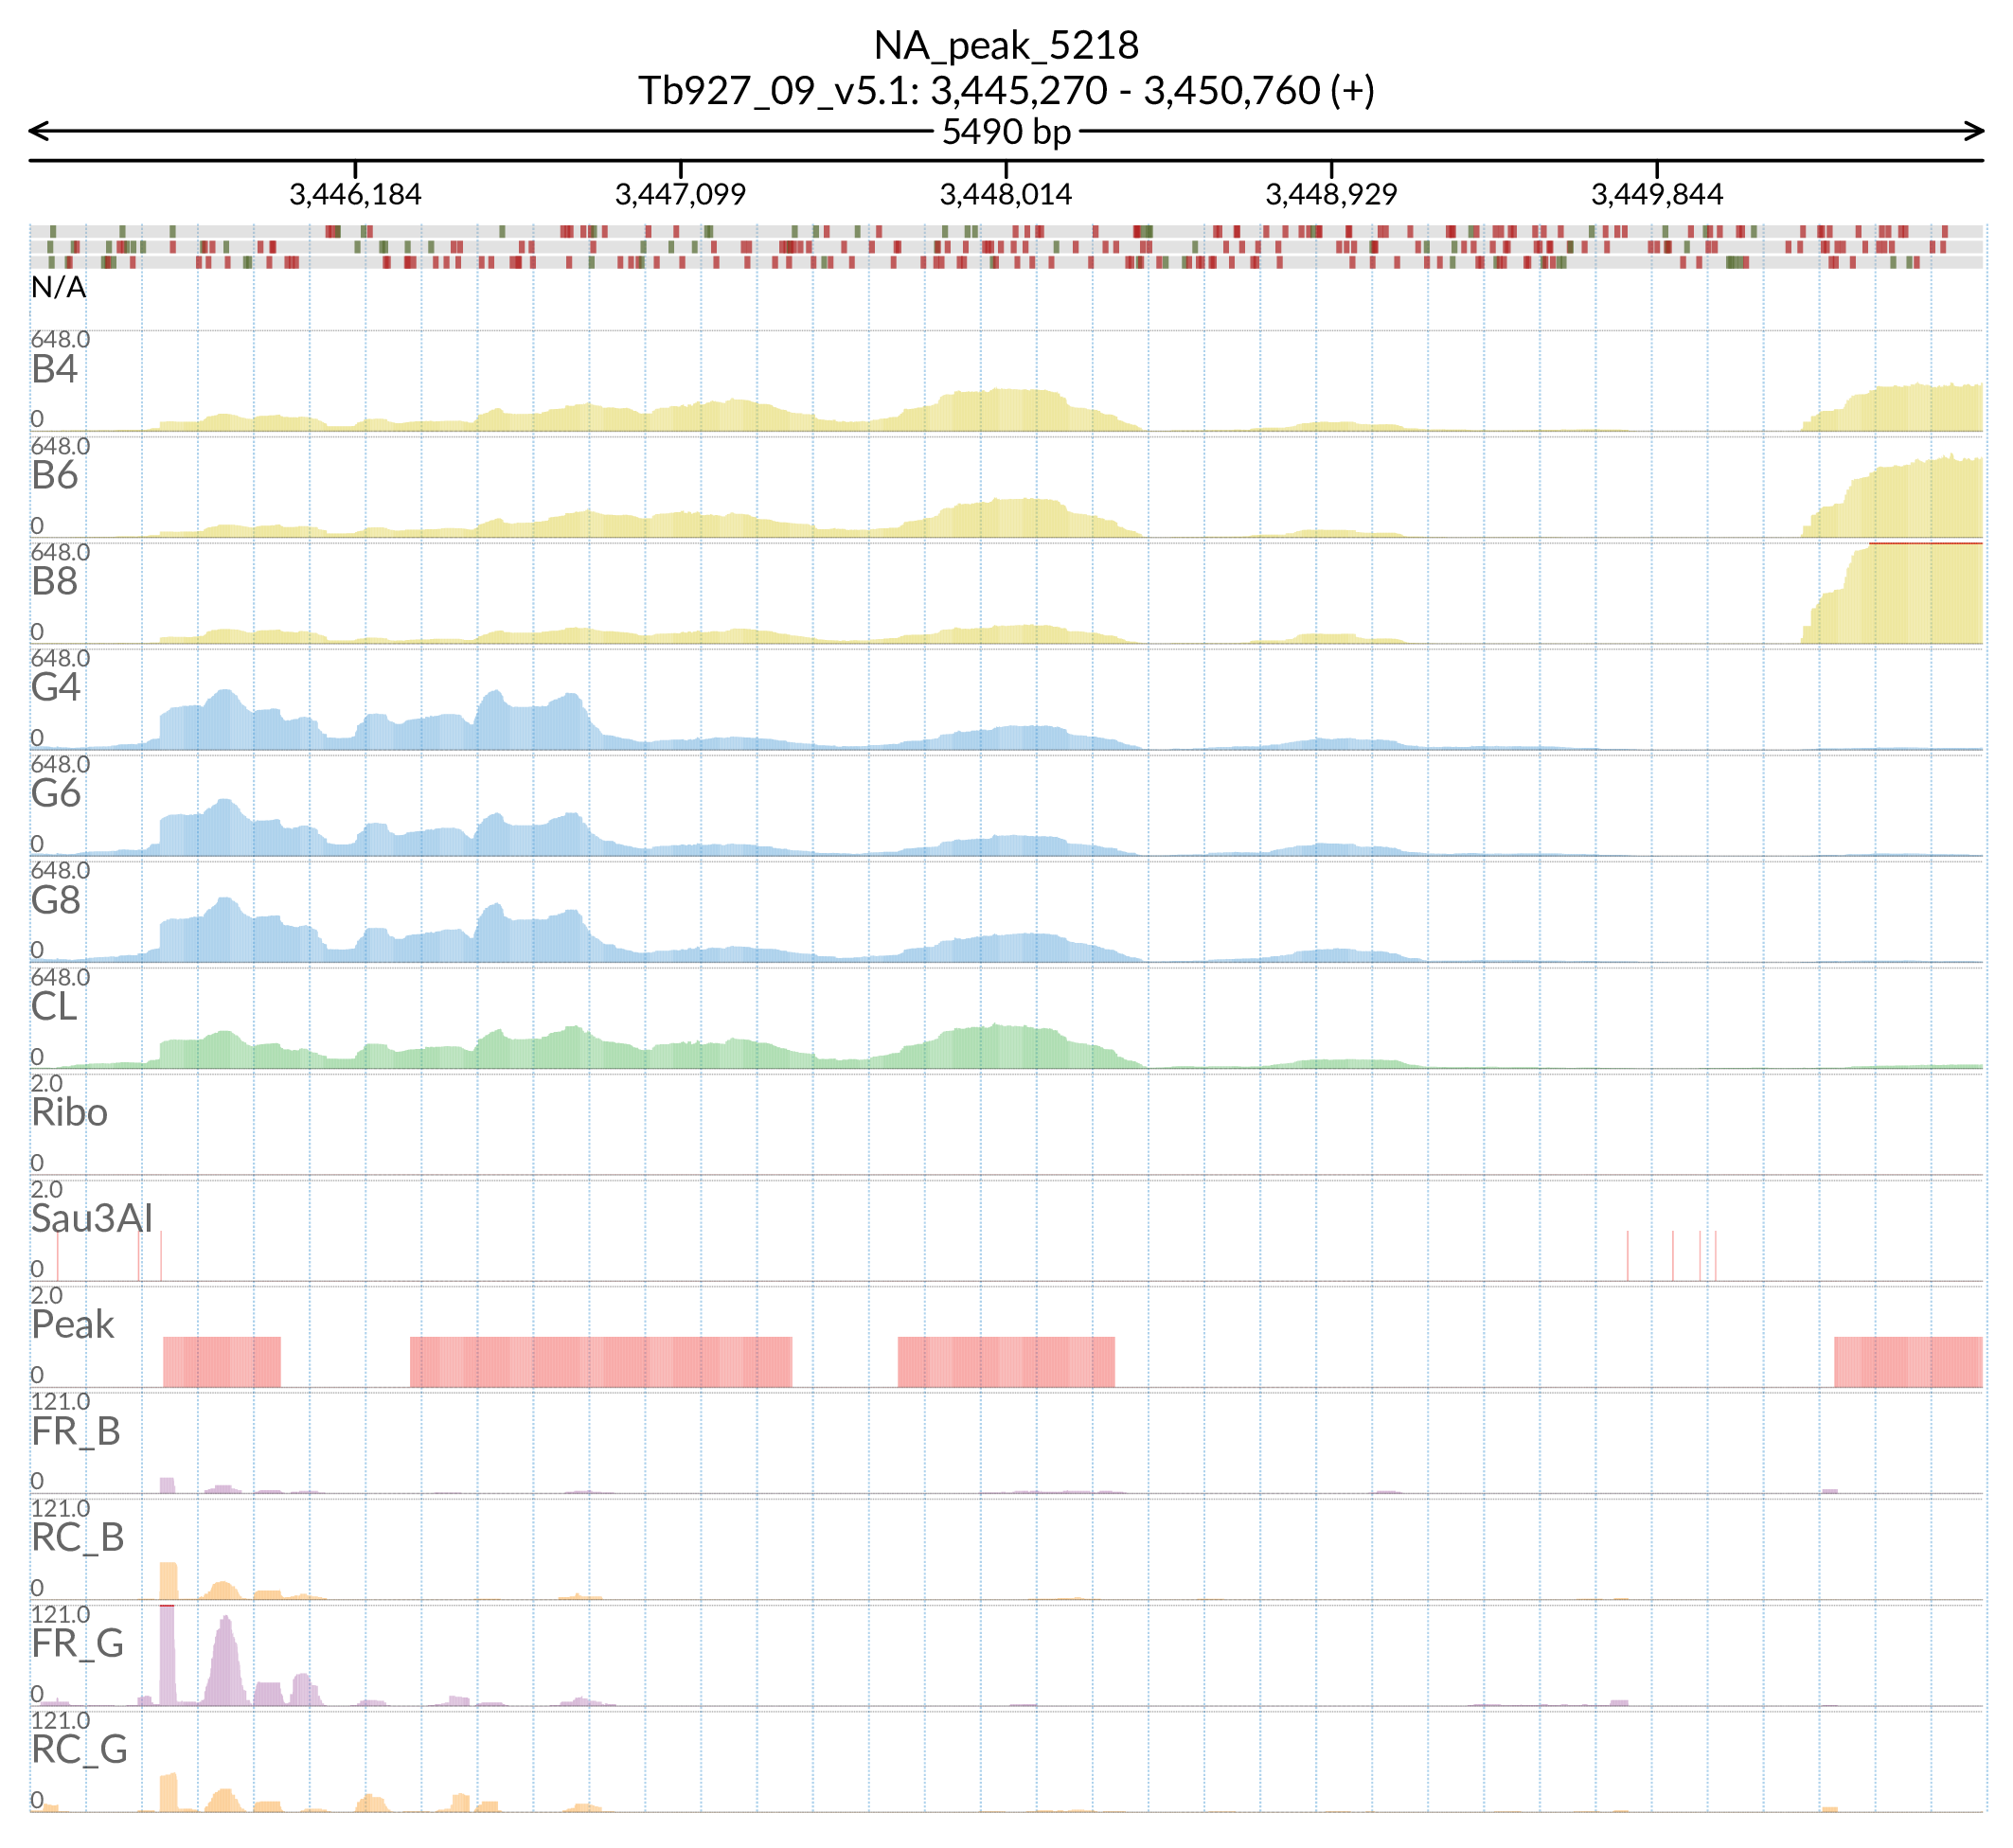 NA_peak_5218
Tb927_09_v5.1: 3,445,270 - 3,450,760 (+)
5490 bp
3,446,184 3,447,099 3,448,014 3,448,929 3,449,844
N/A
648.0
B4
0
648.0
B6
0
648.0
B8
0
648.0
G4
0
648.0
G6
0
648.0
G8
0
648.0
CL
0
2.0
Ribo
0
2.0
Sau3AI
0
2.0
Peak
0
121.0
FR_B
0
121.0
RC_B
0
121.0
FR_G
0
121.0
RC_G
0